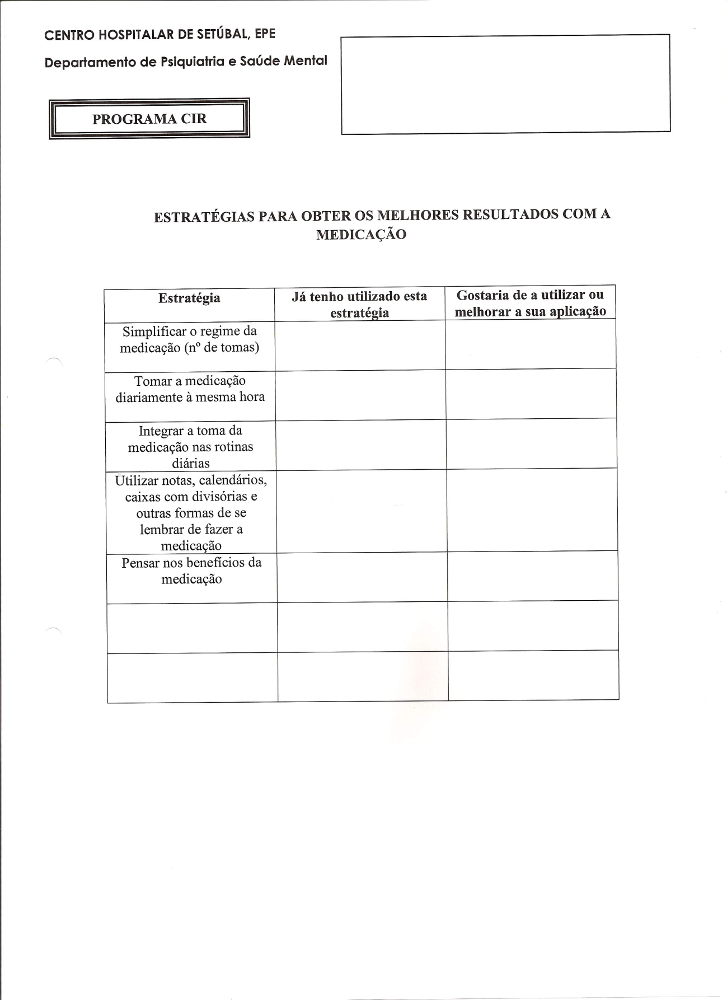 CENTRO HOSPITALAR DE SETÚBAL, EPE
Departamento de Psiquiatria e Saúde Mental
PROGRAMA CIR
ESTRATÉGIAS PARA OBTER OS MELHORES RESULTADOS COM A
MEDICAÇÃO
Estratégia
Já tenho utilizado esta
estratégia
Gostaria de a utilizar ou
melhorar a sua aplicação
Simplificar o regime da
medicação (nº de tomas)
Tomar a medicação
diariamente à mesma hora
Integrar a toma da
medicação nas rotinas
diárias
Utilizar notas, calendários,
caixas com divisórias e
outras formas de se
lembrar de fazer a
medicação
Pensar nos benefícios da
medicação